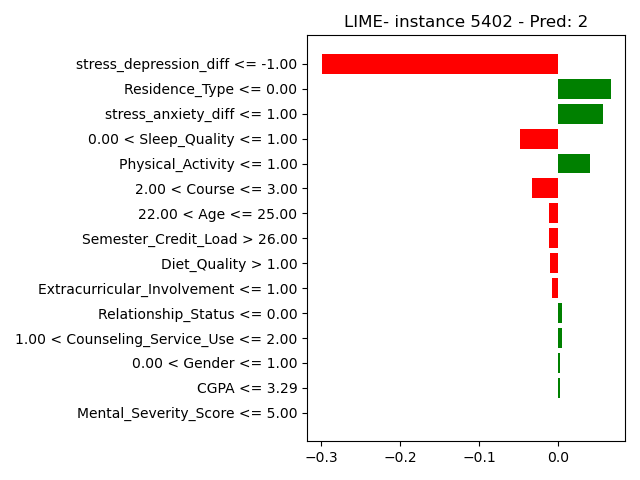 LIME- instance 5402 - Pred: 2
stress_depression_diff <= -1.00
Residence_Type <= 0.00
stress_anxiety_diff <= 1.00
0.00 < Sleep_Quality <= 1.00
Physical_Activity <= 1.00
2.00 < Course <= 3.00
22.00 < Age <= 25.00
Semester_Credit_Load > 26.00
Diet_Quality > 1.00
Extracurricular_Involvement <= 1.00
Relationship_Status <= 0.00
1.00 < Counseling_Service_Use <= 2.00
0.00 < Gender <= 1.00
CGPA <= 3.29
Mental_Severity_Score <= 5.00
−0.3 −0.2 −0.1 0.0